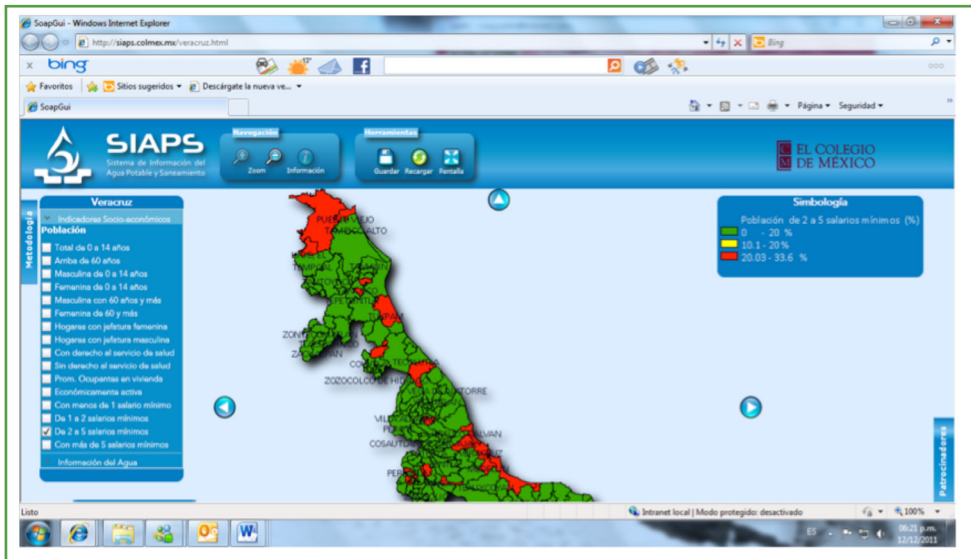 SoapGui - Windows Internet Explorer
http://siaps.colmex.mx/veracruz.html
Bing
bing
12°
Favoritos
Sitios sugeridos
Descárgate la nueva ve...
SoapGui
Página
Seguridad
SIAPS
Sistema de Información del
Agua Potable y Saneamiento
Navegación
Zoom
Información
Herramientas
Guardar Recargar Pantalla
EL COLEGIO
DE MÉXICO
Metodología
Veracruz
Indicadores Socio-económicos
Población
Total de 0 a 14 años
Arriba de 60 años
Masculina de 0 a 14 años
Femenina de 0 a 14 años
Masculina con 60 años y más
Femenina de 60 y más
Hogares con jefatura femenina
Hogares con jefatura masculina
Con derecho al servicio de salud
Sin derecho al servicio de salud
Prom. Ocupantes en vivienda
Económicamente activa
Con menos de 1 salario mínimo
De 1 a 2 salarios mínimos
De 2 a 5 salarios mínimos
Con más de 5 salarios mínimos
Información del Agua
PUEBLO VIEJO
TAMPICO ALTO
ZOZOCOLCO DE
Simbología
Población de 2 a 5 salarios mínimos (%)
0 - 20 %
10.1 - 20 %
20.03 - 33.6 %
Patrocinadores
Listo
Intranet local | Modo protegido: desactivado
100%
ES
06:21 p.m.
12/12/2011